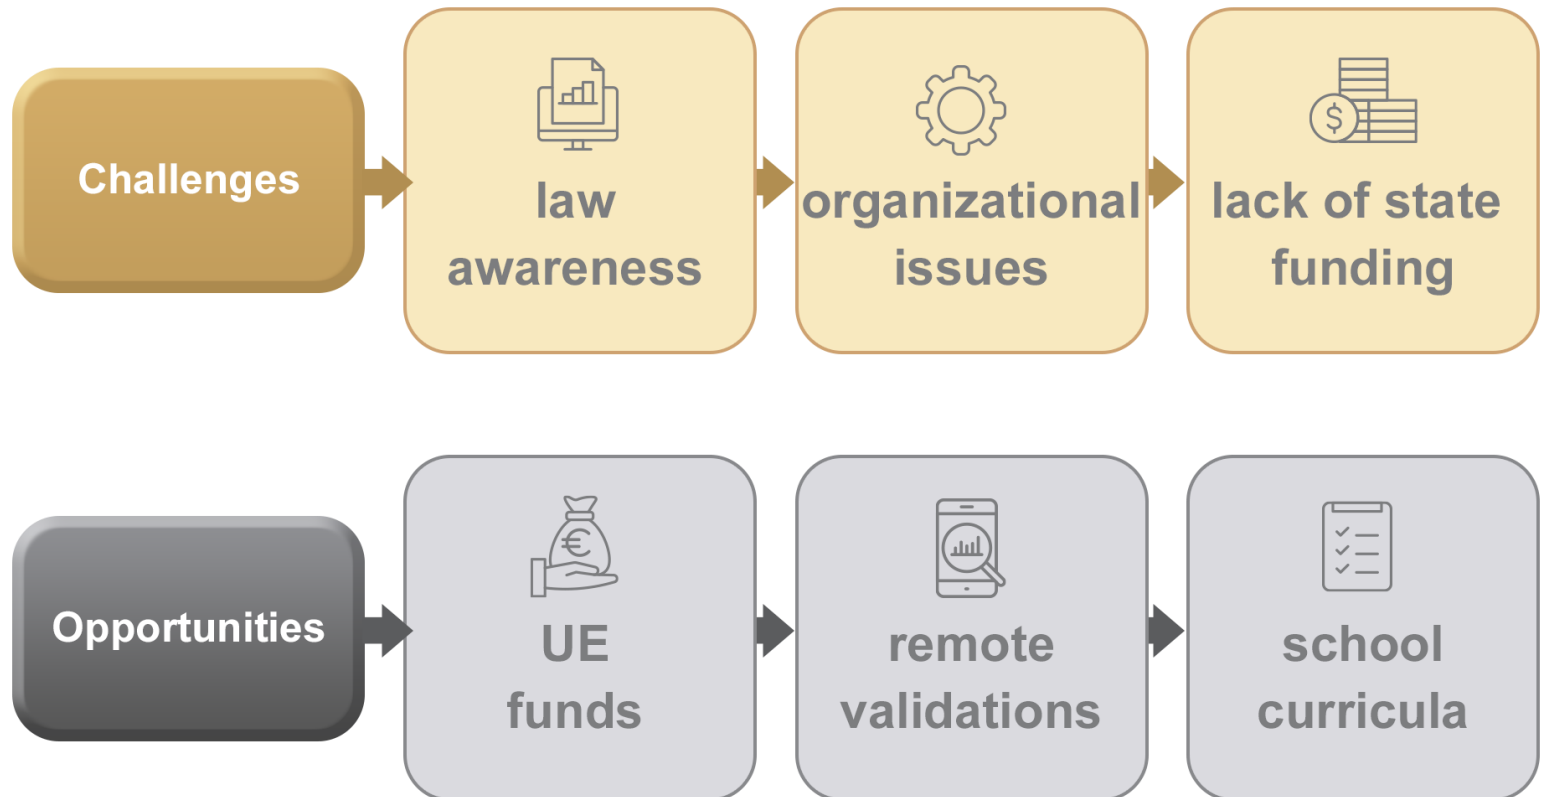 Challenges
law
awareness
organizational
issues
$
lack of state
funding
Opportunities
€
UE
funds
remote
validations
school
curricula